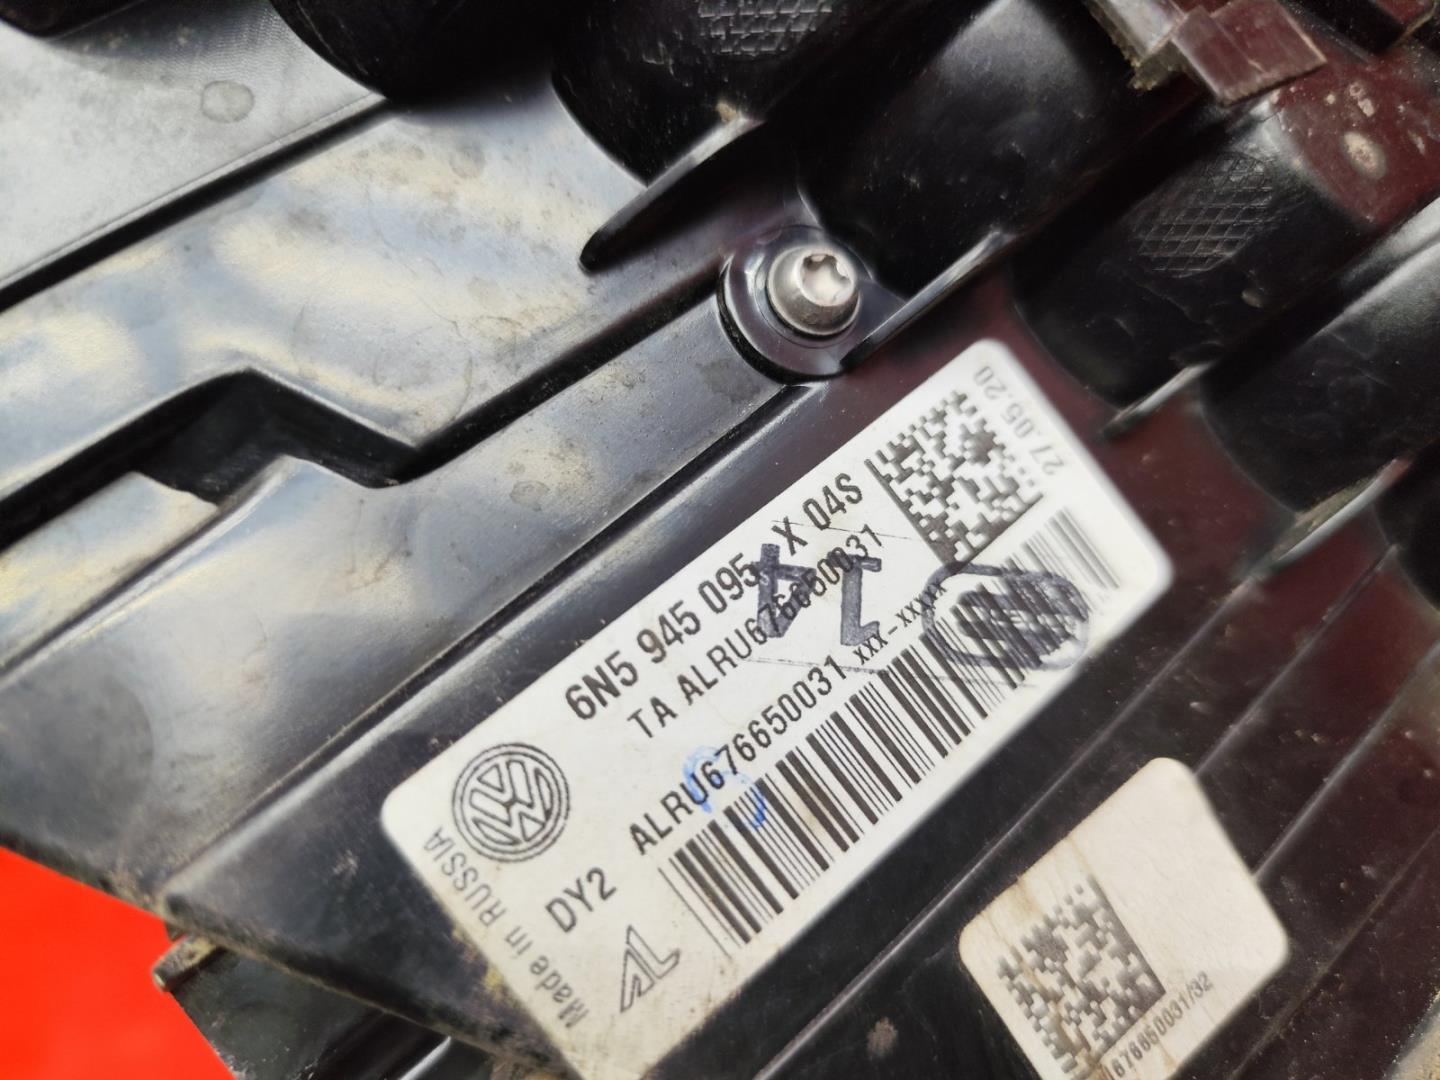 27.05.20
6N5 945 095 X 04S
TA ALRU676650031
ALRU676650031 XXX-XXXXX
DY2
AL
Made in RUSSIA
14
676650031/32